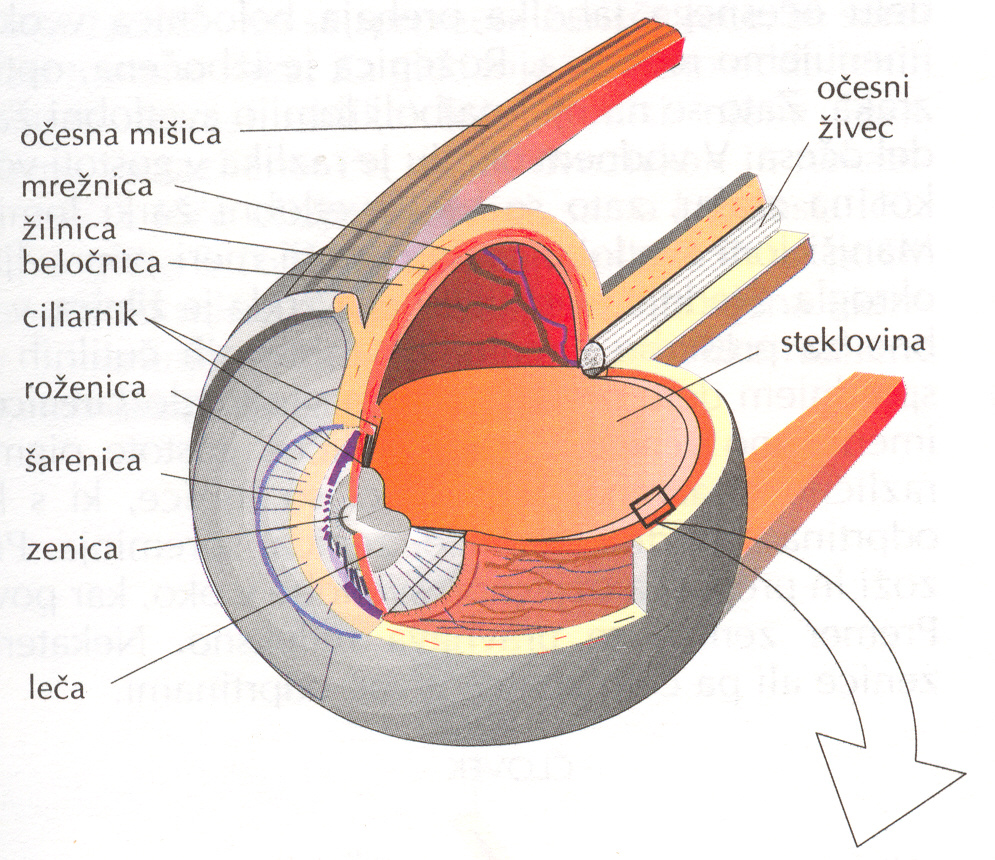 očesna mišica
mrežnica
žilnica
beločnica
ciliarnik
roženica
šarenica
zenica
leča
očesni
živec
steklovina